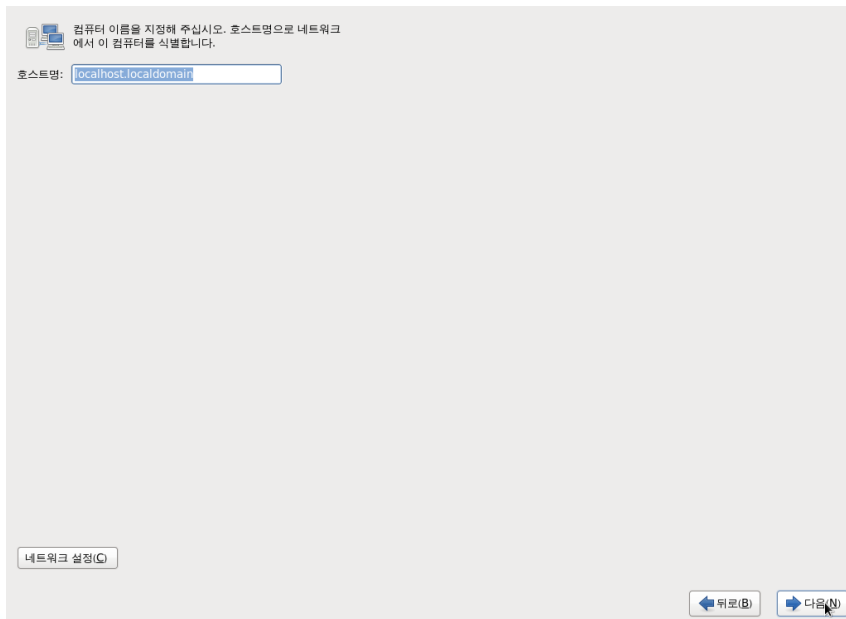 컴퓨터 이름을 지정해 주십시오. 호스트명으로 네트워크
에서 이 컴퓨터를 식별합니다.
호스트명: localhost.localdomain
네트워크 설정(C)
뒤로(B) 다음(N)